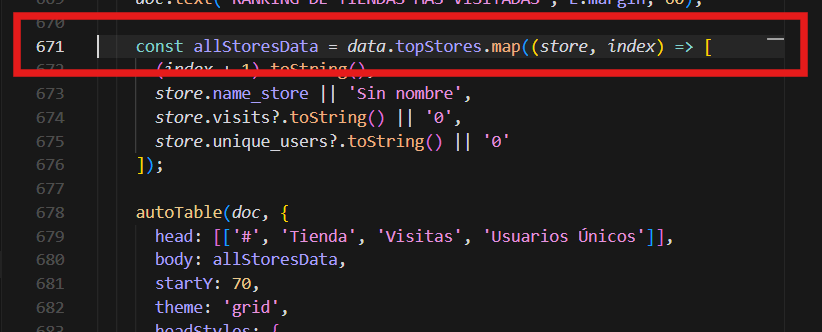 doc.text('RANKING DE TIENDAS MÁS VISITADAS', E.margin, 60);
670
671 const allStoresData = data.topStores.map((store, index) => [
672 (index + 1).toString(),
673 store.name_store || 'Sin nombre',
674 store.visits?.toString() || '0',
675 store.unique_users?.toString() || '0'
676 ]);
677
678 autoTable(doc, {
679 head: [['#', 'Tienda', 'Visitas', 'Usuarios Únicos']],
680 body: allStoresData,
681 startY: 70,
682 theme: 'grid',
683 headStyles: {